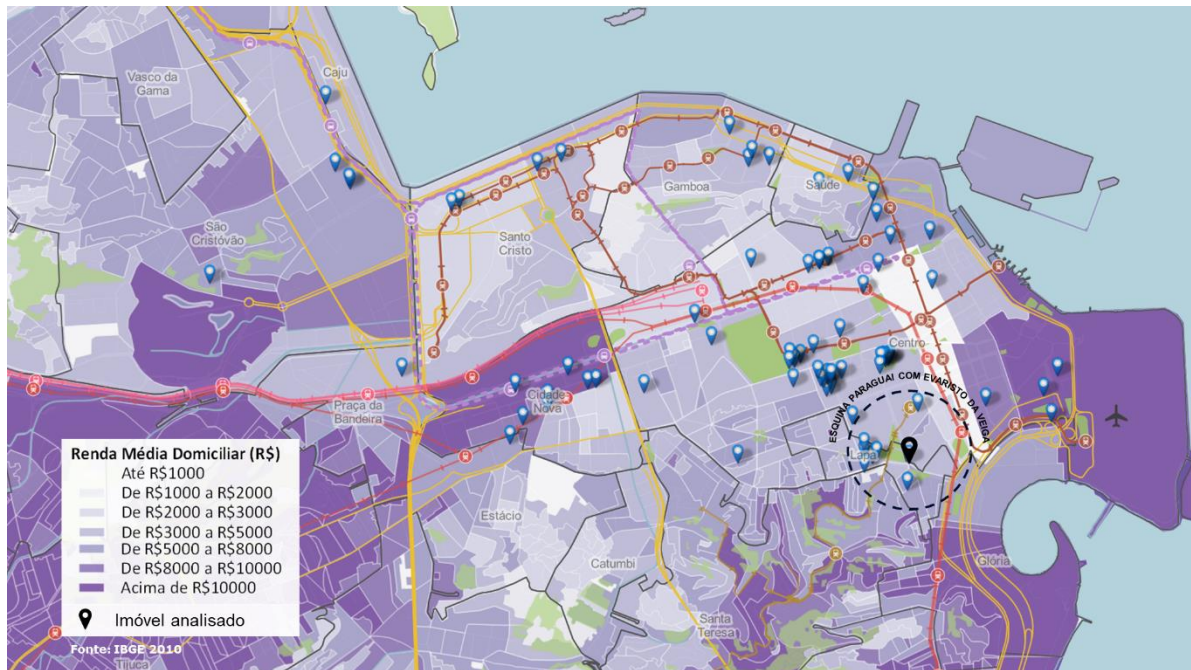 Caju
Vasco da
Gama
Gamboa
Saúde
São
Cristóvão
Santo
Cristo
Centro
Cidade
Nova
Praça da
Bandeira
ESQUINA PARAGUAI COM EVARISTO DA VEIGA
Lapa
Estácio
Catumbi
Glória
Santa
Teresa
Tijuca
Renda Média Domiciliar (R$)
Até R$1000
De R$1000 a R$2000
De R$2000 a R$3000
De R$3000 a R$5000
De R$5000 a R$8000
De R$8000 a R$10000
Acima de R$10000
Imóvel analisado
Fonte: IBGE 2010